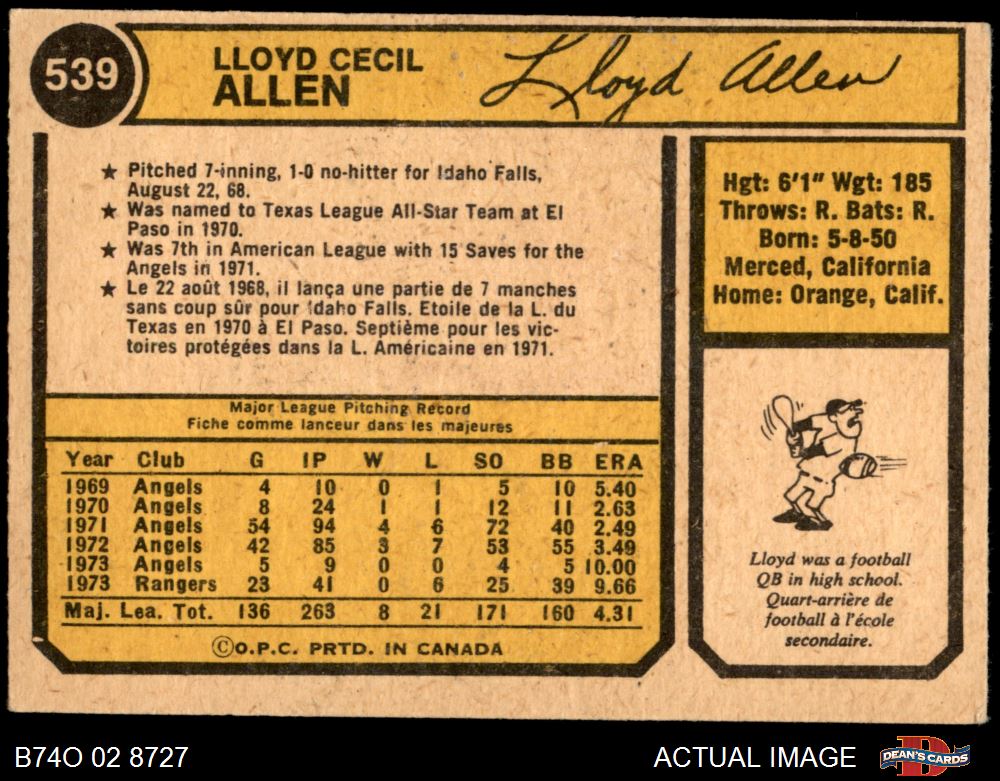 539
LLOYD CECIL
ALLEN
Lloyd Allen
★ Pitched 7-inning, 1-0 no-hitter for Idaho Falls,
August 22, 68.
★ Was named to Texas League All-Star Team at El
Paso in 1970.
★ Was 7th in American League with 15 Saves for the
Angels in 1971.
★ Le 22 août 1968, il lança une partie de 7 manches
sans coup sûr pour Idaho Falls. Etoile de la L. du
Texas en 1970 à El Paso. Septième pour les vic-
toires protégées dans la L. Américaine en 1971.
Hgt: 6'1" Wgt: 185
Throws: R. Bats: R.
Born: 5-8-50
Merced, California
Home: Orange, Calif.
Major League Pitching Record
Fiche comme lanceur dans les majeures
Year Club G IP W L SO BB ERA
1969 Angels 4 10 0 1 5 10 5.40
1970 Angels 8 24 1 1 12 11 2.63
1971 Angels 54 94 4 6 72 40 2.49
1972 Angels 42 85 3 7 53 55 3.49
1973 Angels 5 9 0 0 4 5 10.00
1973 Rangers 23 41 0 6 25 39 9.66
Maj. Lea. Tot. 136 263 8 21 171 160 4.31
©O.P.C. PRTD. IN CANADA
Lloyd was a football
QB in high school.
Quart-arrière de
football à l'école
secondaire.
B74O 02 8727
ACTUAL IMAGE
DEAN'S CARDS